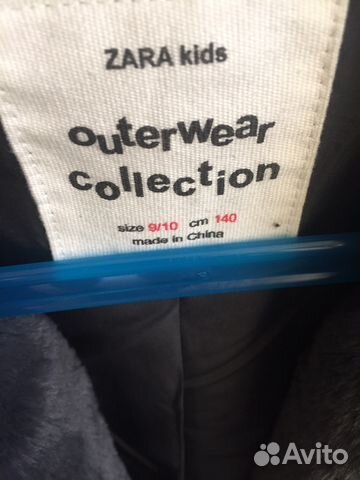 ZARA kids
outerwear
collection
size 9/10 cm 140
made in China
Avito